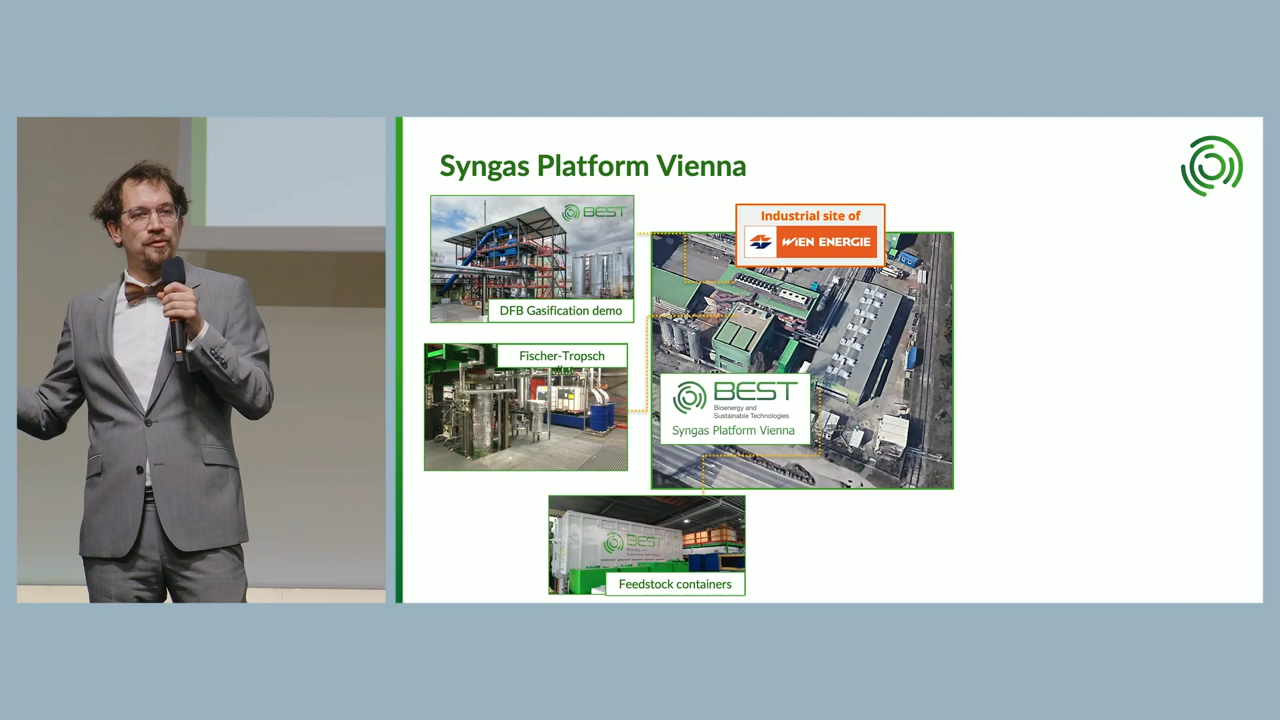 Syngas Platform Vienna
BEST
DFB Gasification demo
Industrial site of
WIEN ENERGIE
Fischer-Tropsch
BEST
Bioenergy and
Sustainable Technologies
Syngas Platform Vienna
BEST
Feedstock containers